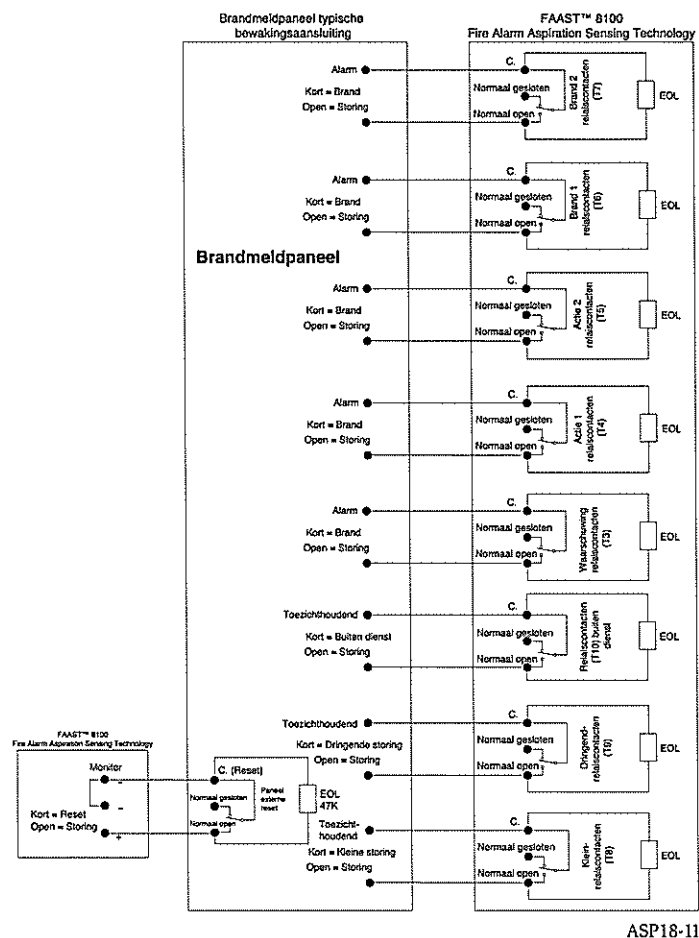 Brandmeldpaneel typische
bewakingsaansluiting
FAAST™ 8100
Fire Alarm Aspiration Sensing Technology
Alarm
Kort = Brand
Open = Storing
C.
Normaal gesloten
Normaal open
Brand 2
relaiscontacten
(T7)
EOL
Alarm
Kort = Brand
Open = Storing
C.
Normaal gesloten
Normaal open
Brand 1
relaiscontacten
(T6)
EOL
Brandmeldpaneel
Alarm
Kort = Brand
Open = Storing
C.
Normaal gesloten
Normaal open
Actie 2
relaiscontacten
(T5)
EOL
Alarm
Kort = Brand
Open = Storing
C.
Normaal gesloten
Normaal open
Actie 1
relaiscontacten
(T4)
EOL
Alarm
Kort = Brand
Open = Storing
C.
Normaal gesloten
Normaal open
Waarschuwing
relaiscontacten
(T3)
EOL
Toezichthoudend
Kort = Buiten dienst
Open = Storing
C.
Normaal gesloten
Normaal open
Relaiscontacten
(T10) buiten
dienst
EOL
Toezichthoudend
Kort = Dringende storing
Open = Storing
C.
Normaal gesloten
Normaal open
Dringend-
relaiscontacten
(T9)
EOL
FAAST™ 8100
Fire Alarm Aspiration Sensing Technology
Monitor
-
-
+
Kort = Reset
Open = Storing
C. (Reset)
Normaal gesloten
Normaal open
Paneel
externe
reset
EOL
47K
Toezicht-
houdend
Kort = Kleine storing
Open = Storing
C.
Normaal gesloten
Normaal open
Klein-
relaiscontacten
(T8)
EOL
ASP18-11